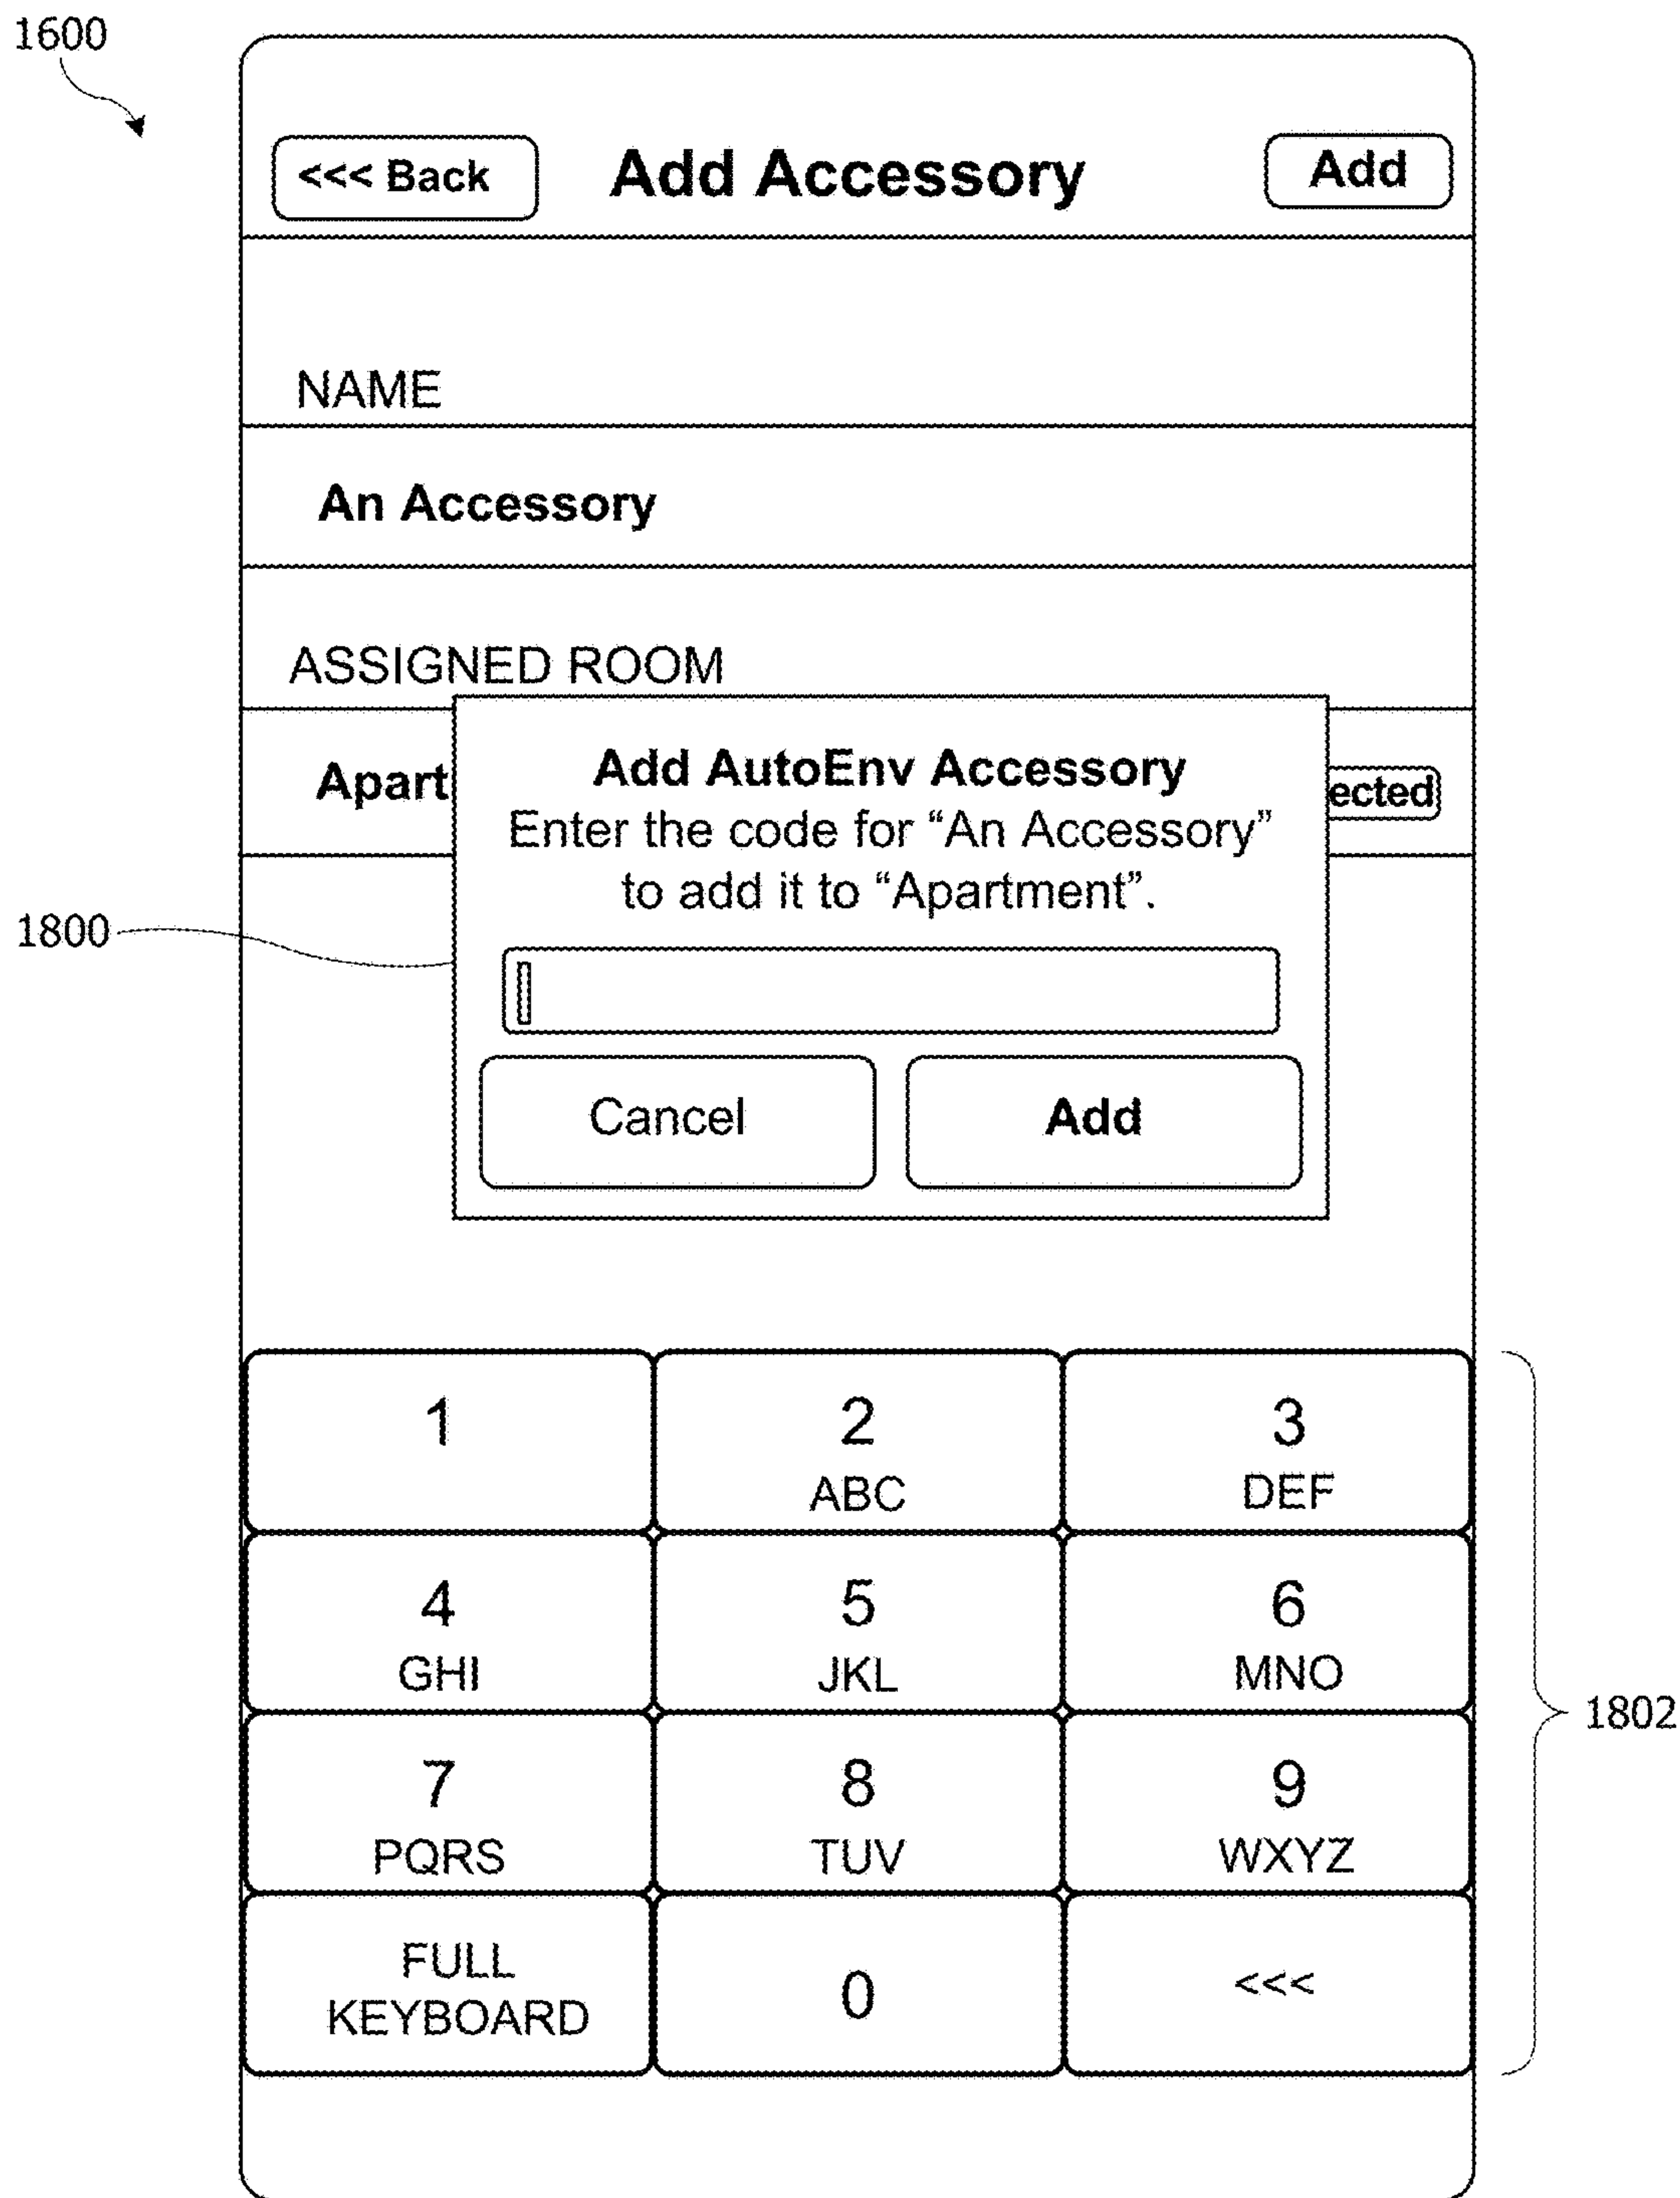 1600
<<< Back Add Accessory Add
NAME
An Accessory
ASSIGNED ROOM
Apart ected
Add AutoEnv Accessory
Enter the code for “An Accessory”
to add it to “Apartment”.
1800
Cancel Add
1 2 3
ABC DEF
4 5 6
GHI JKL MNO
1802
7 8 9
PQRS TUV WXYZ
FULL
KEYBOARD 0 <<<